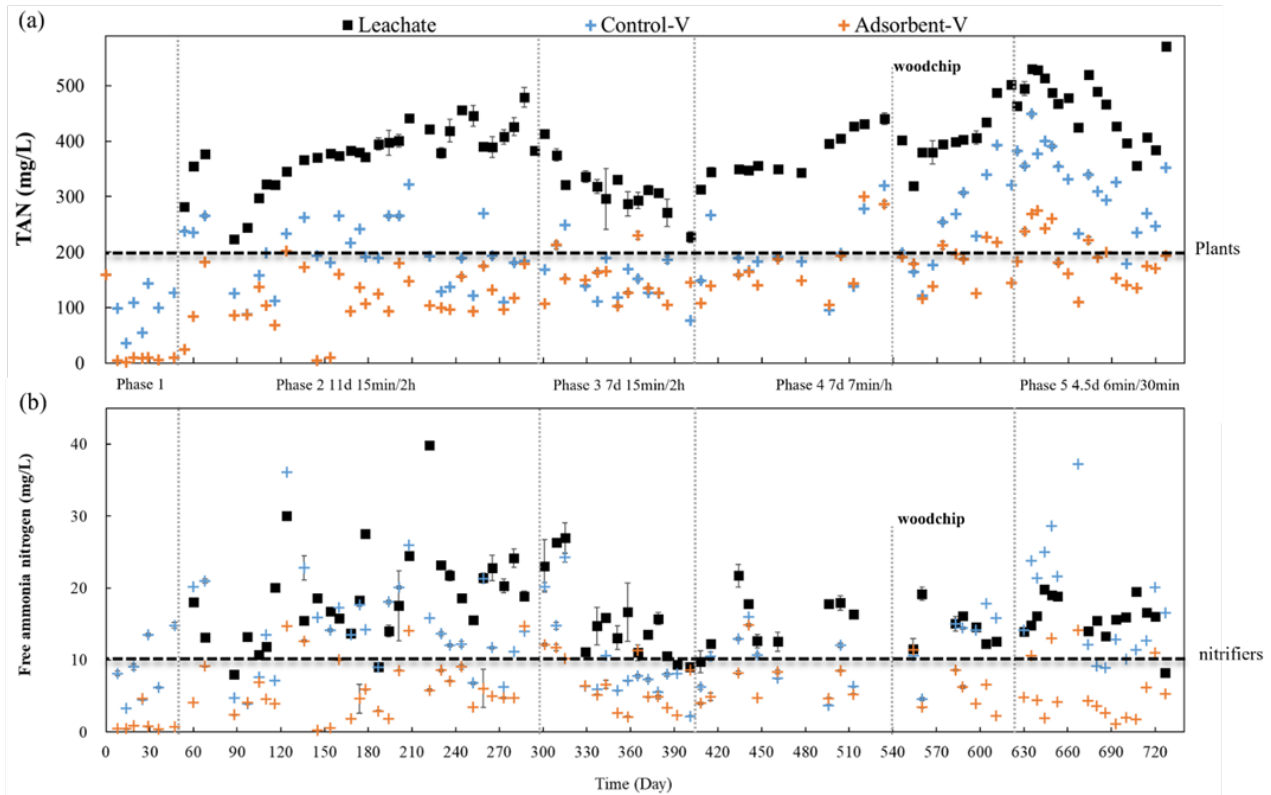 (a)
Leachate Control-V Adsorbent-V
woodchip
TAN (mg/L)
500
400
300
200
100
0
Plants
Phase 1 Phase 2 11d 15min/2h Phase 3 7d 15min/2h Phase 4 7d 7min/h Phase 5 4.5d 6min/30min
(b)
Free ammonia nitrogen (mg/L)
40
30
20
10
0
woodchip
nitrifiers
0 30 60 90 120 150 180 210 240 270 300 330 360 390 420 450 480 510 540 570 600 630 660 690 720
Time (Day)